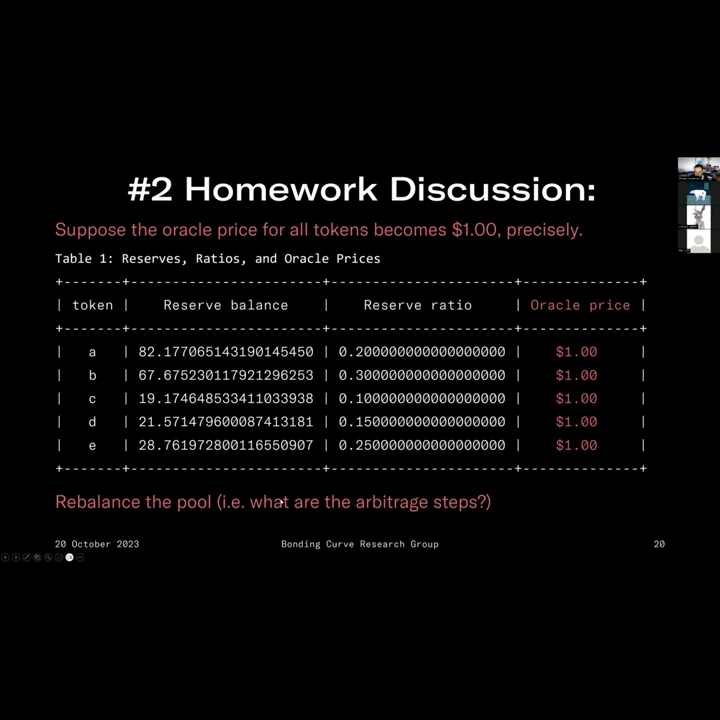 #2 Homework Discussion:
Suppose the oracle price for all tokens becomes $1.00, precisely.
Table 1: Reserves, Ratios, and Oracle Prices
+-------+---------------------+--------------------+-------------+
| token | Reserve balance | Reserve ratio | Oracle price |
+-------+---------------------+--------------------+-------------+
| a | 82.177065143190145450 | 0.200000000000000000 | $1.00 |
| b | 67.675230117921296253 | 0.300000000000000000 | $1.00 |
| c | 19.174648533411033938 | 0.100000000000000000 | $1.00 |
| d | 21.571479600087413181 | 0.150000000000000000 | $1.00 |
| e | 28.761972800116550907 | 0.250000000000000000 | $1.00 |
+-------+---------------------+--------------------+-------------+
Rebalance the pool (i.e. what are the arbitrage steps?)
20 October 2023 Bonding Curve Research Group 20